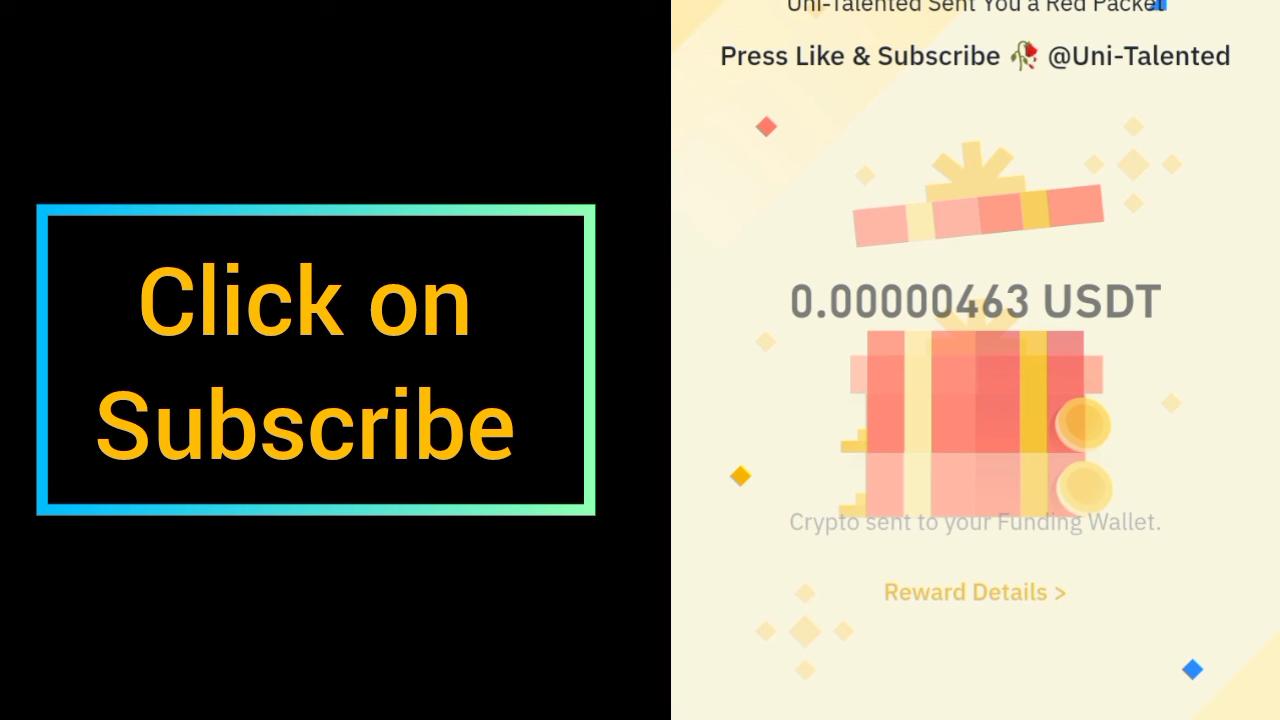 Click on
Subscribe
Uni-Talented Sent You a Red Packet
Press Like & Subscribe 🥀 @Uni-Talented
0.00000463 USDT
Crypto sent to your Funding Wallet.
Reward Details >